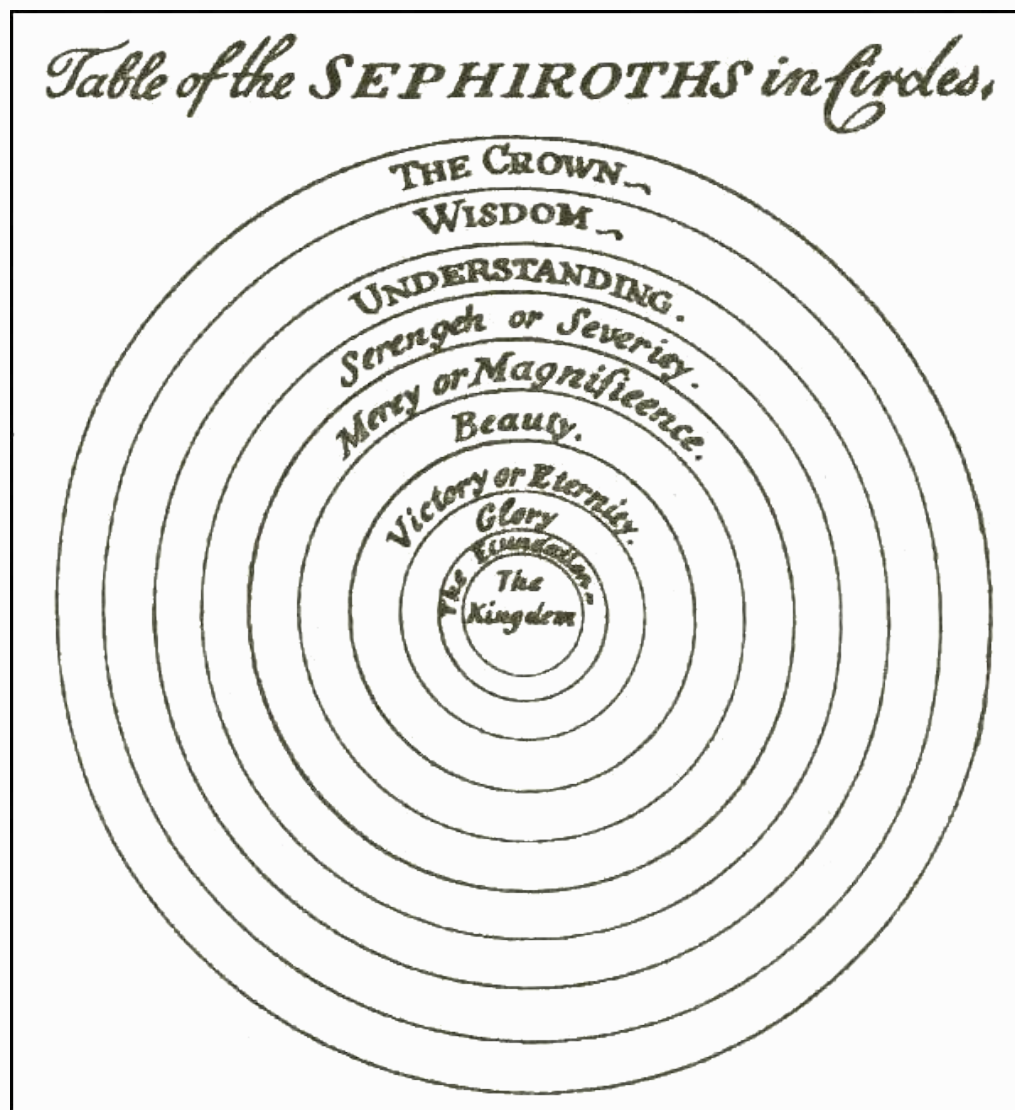 Table of the SEPHIROTHS in Circles.
THE CROWN
WISDOM
UNDERSTANDING.
Strength or Severity.
Mercy or Magnificence.
Beauty.
Victory or Eternity.
Glory
The Foundation
The
Kingdom